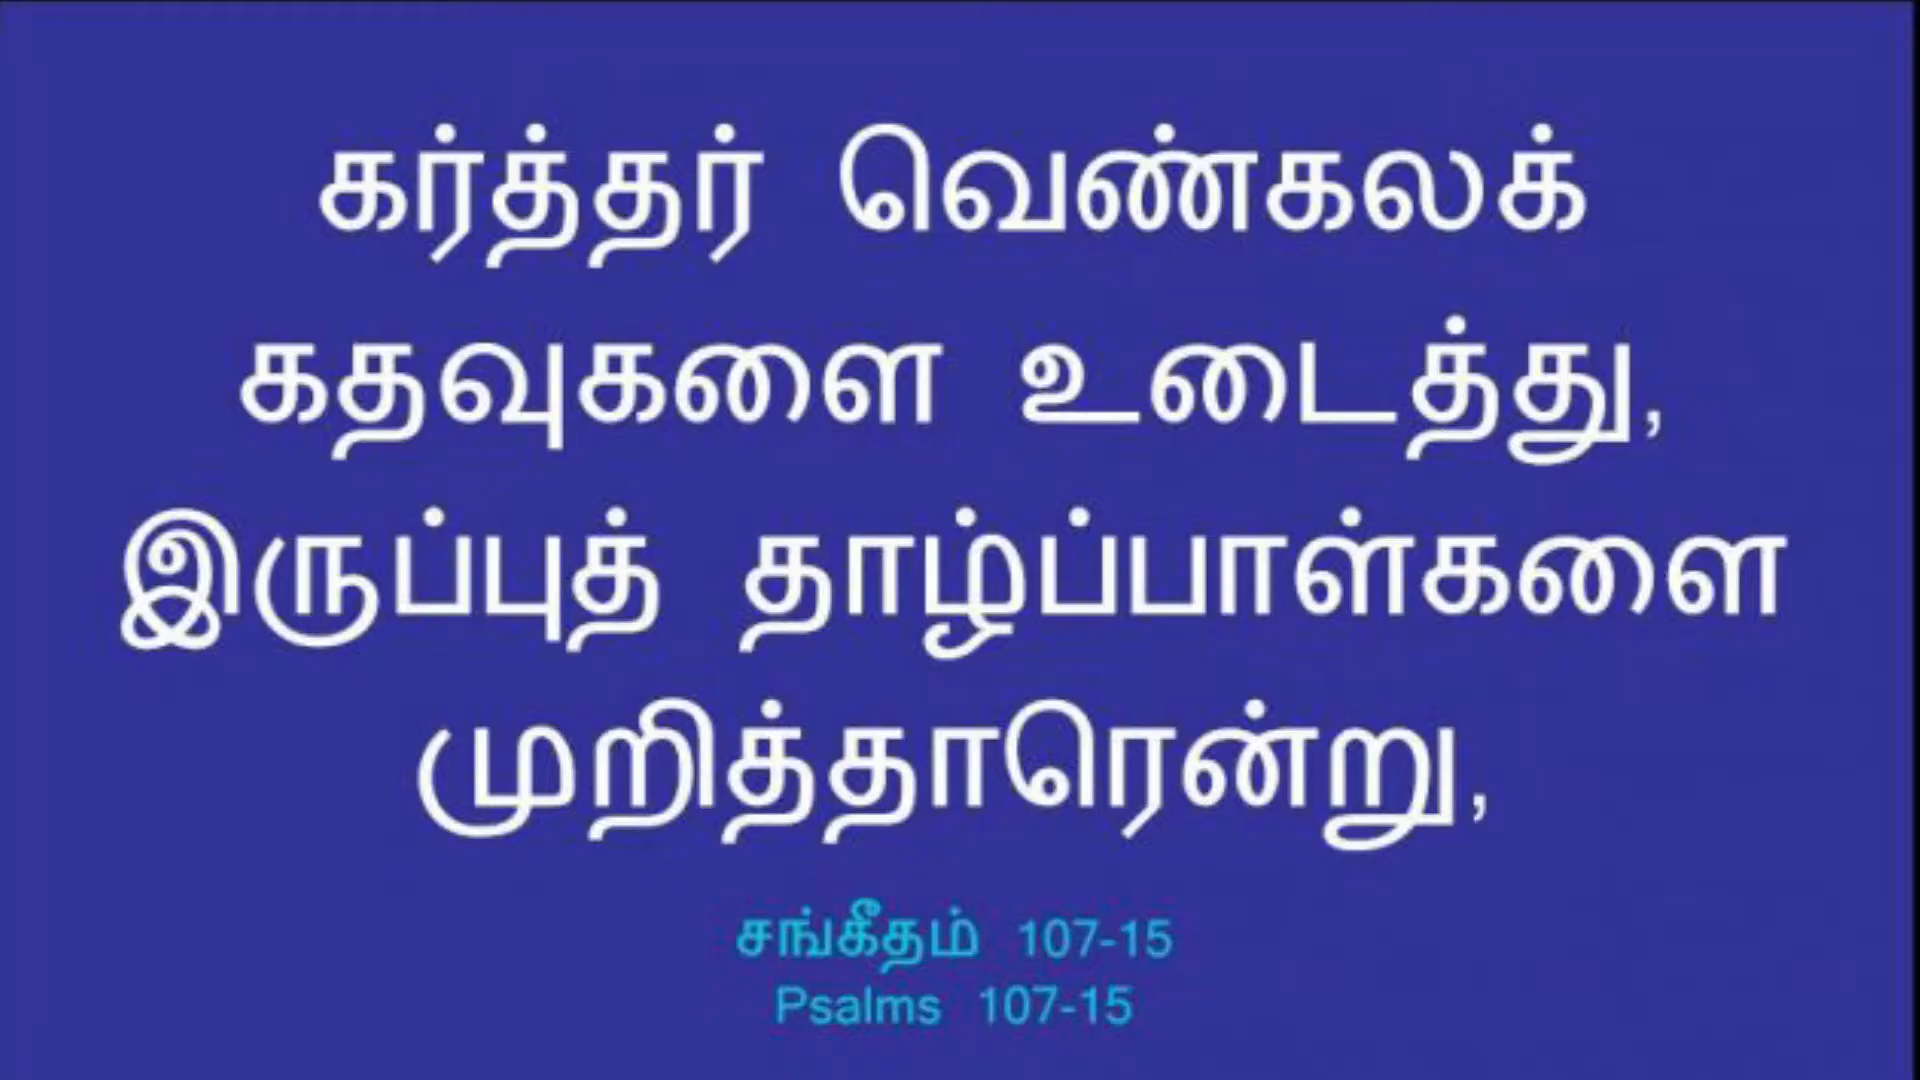 கர்த்தர் வெண்கலக்
கதவுகளை உடைத்து,
இருப்புத் தாழ்ப்பாள்களை
முறித்தாரென்று,
சங்கீதம் 107-15
Psalms 107-15